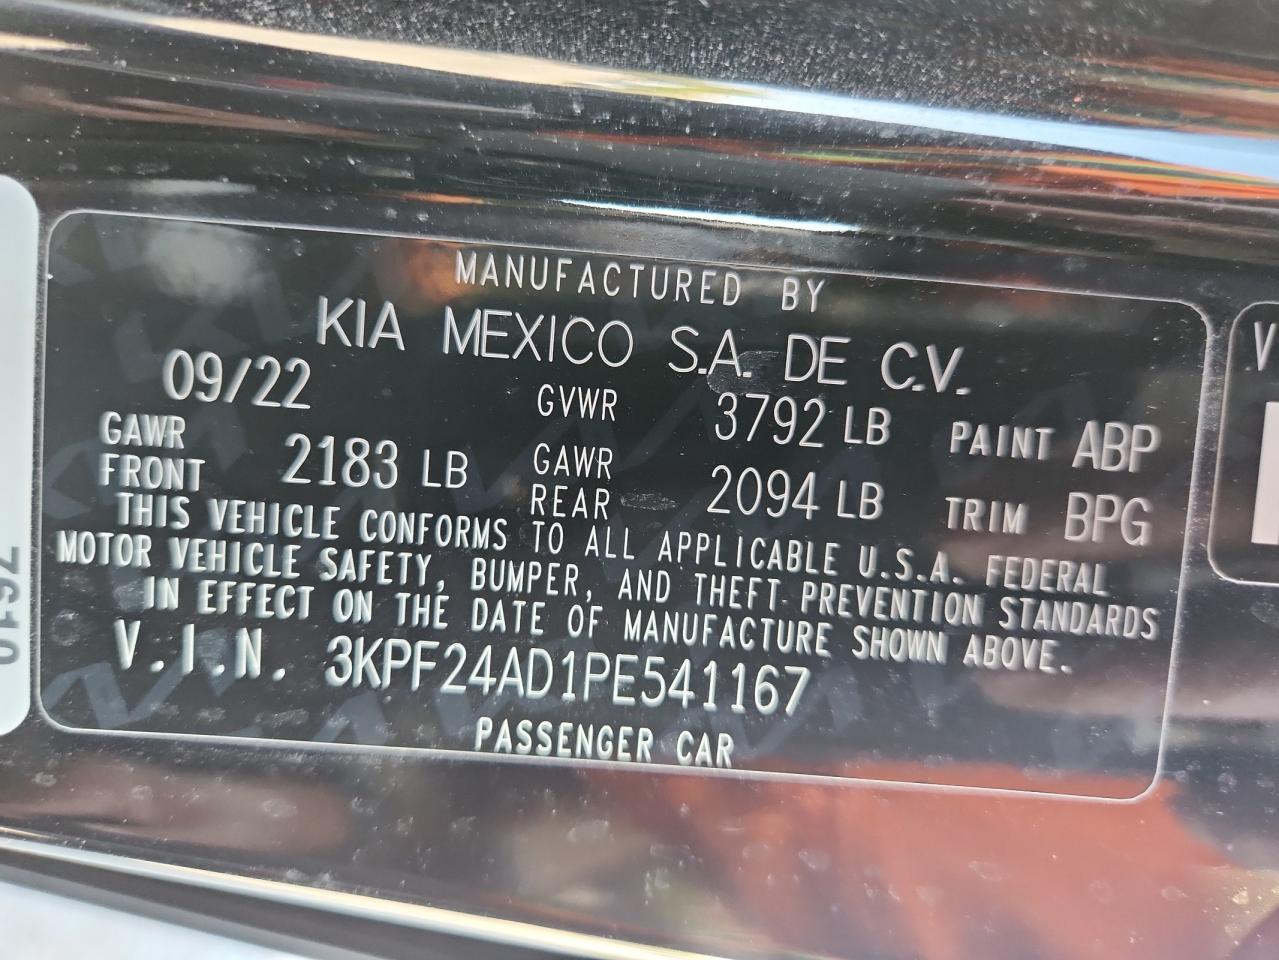 MANUFACTURED BY
KIA MEXICO S.A. DE C.V.
09/22 GVWR 3792 LB PAINT ABP
GAWR FRONT 2183 LB GAWR REAR 2094 LB TRIM BPG
THIS VEHICLE CONFORMS TO ALL APPLICABLE U.S.A. FEDERAL
MOTOR VEHICLE SAFETY, BUMPER, AND THEFT PREVENTION STANDARDS
IN EFFECT ON THE DATE OF MANUFACTURE SHOWN ABOVE.
V.I.N. 3KPF24AD1PE541167
PASSENGER CAR
V